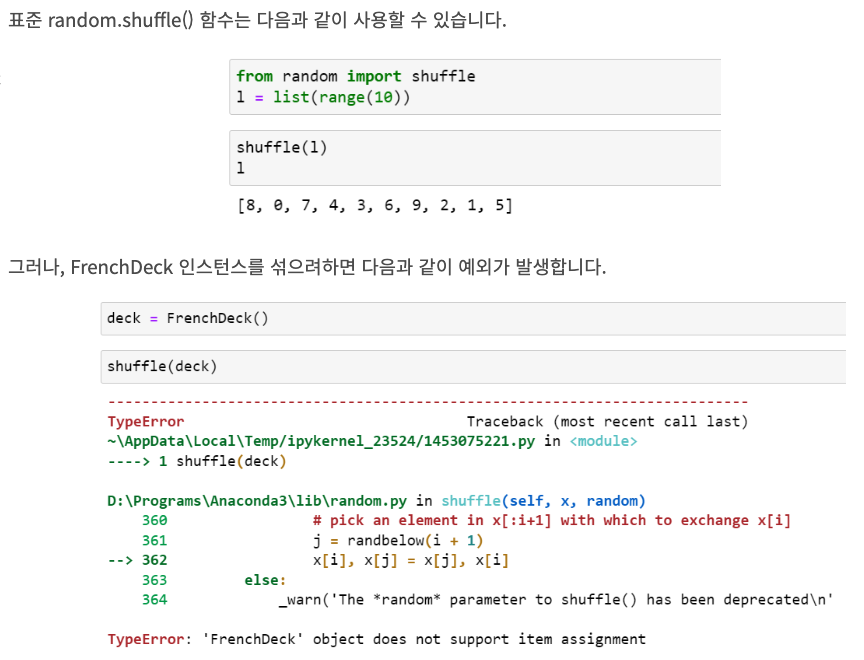 표준 random.shuffle() 함수는 다음과 같이 사용할 수 있습니다.
from random import shuffle
l = list(range(10))
shuffle(l)
l
[8, 0, 7, 4, 3, 6, 9, 2, 1, 5]
그러나, FrenchDeck 인스턴스를 섞으려하면 다음과 같이 예외가 발생합니다.
deck = FrenchDeck()
shuffle(deck)
---------------------------------------------------------------------------
TypeError                                 Traceback (most recent call last)
~\AppData\Local\Temp/ipykernel_23524/1453075221.py in <module>
----> 1 shuffle(deck)
D:\Programs\Anaconda3\lib\random.py in shuffle(self, x, random)
    360                 # pick an element in x[:i+1] with which to exchange x[i]
    361                 j = randbelow(i + 1)
--> 362                 x[i], x[j] = x[j], x[i]
    363         else:
    364             _warn('The *random* parameter to shuffle() has been deprecated\n'
TypeError: 'FrenchDeck' object does not support item assignment